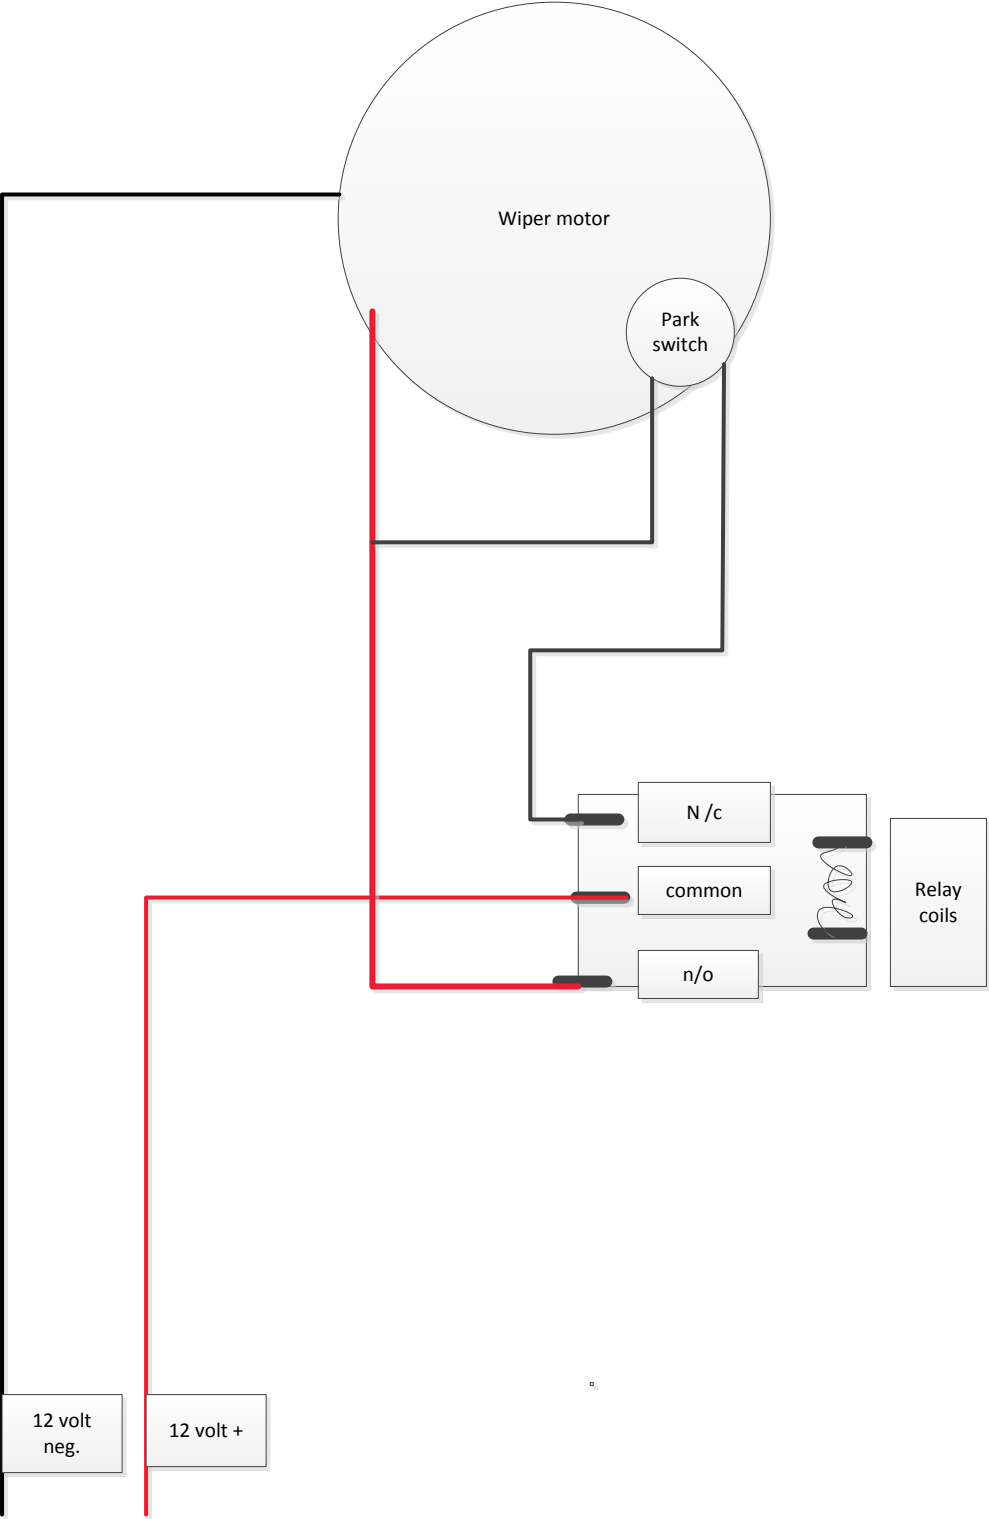 Wiper motor
Park
switch
N /c
common
n/o
Relay
coils
12 volt
neg.
12 volt +